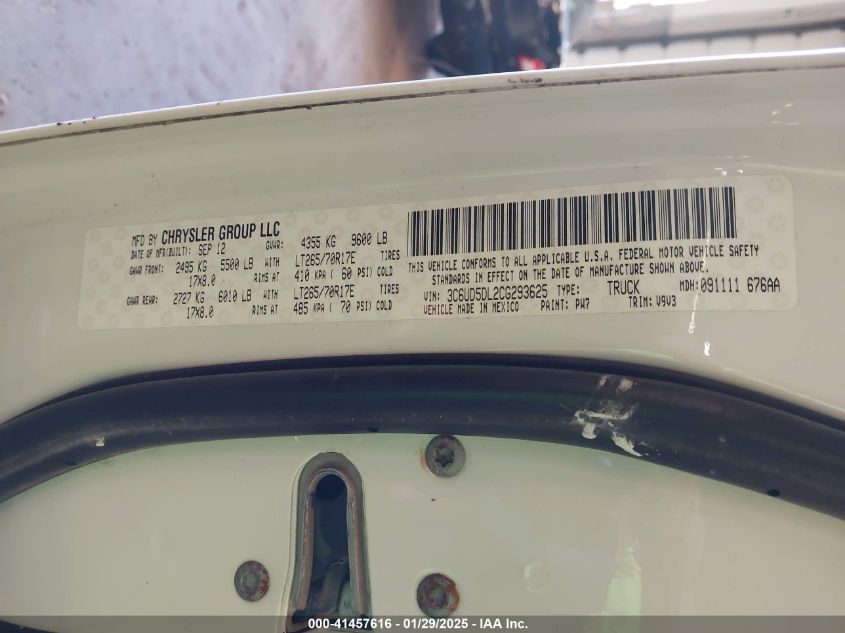 MFD BY CHRYSLER GROUP LLC
DATE OF MFR(BUILT): SEP 12 GVWR: 4355 KG 9600 LB
GAWR FRONT: 2495 KG 5500 LB WITH LT265/70R17E TIRES
17X8.0 RIMS AT 410 KPA ( 60 PSI) COLD
GAWR REAR: 2727 KG 6010 LB WITH LT265/70R17E TIRES
17X8.0 RIMS AT 485 KPA ( 70 PSI) COLD
THIS VEHICLE CONFORMS TO ALL APPLICABLE U.S.A. FEDERAL MOTOR VEHICLE SAFETY
STANDARDS IN EFFECT ON THE DATE OF MANUFACTURE SHOWN ABOVE.
VIN: 3C6UD5DL2CG293625 TYPE: TRUCK MDH: 091111 676AA
VEHICLE MADE IN MEXICO PAINT: PW7 TRIM: V9V3
000-41457616 - 01/29/2025 - IAA Inc.